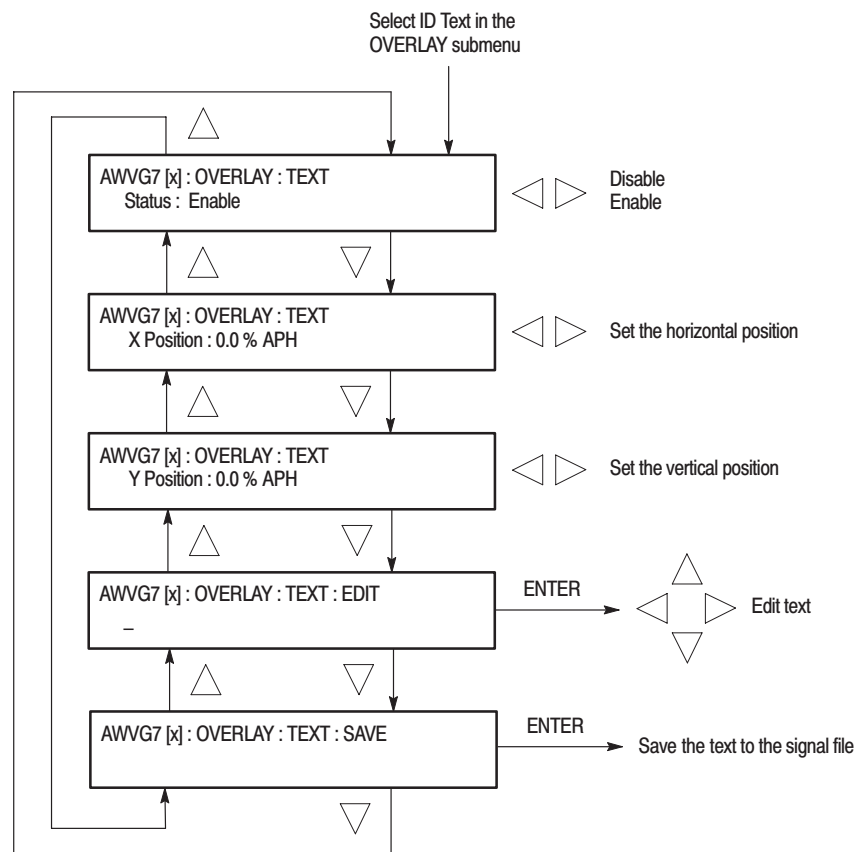 Select ID Text in the
OVERLAY submenu
AWVG7 [x] : OVERLAY : TEXT
Status : Enable
Disable
Enable
AWVG7 [x] : OVERLAY : TEXT
X Position : 0.0 % APH
Set the horizontal position
AWVG7 [x] : OVERLAY : TEXT
Y Position : 0.0 % APH
Set the vertical position
AWVG7 [x] : OVERLAY : TEXT : EDIT
_
ENTER
Edit text
AWVG7 [x] : OVERLAY : TEXT : SAVE
ENTER
Save the text to the signal file